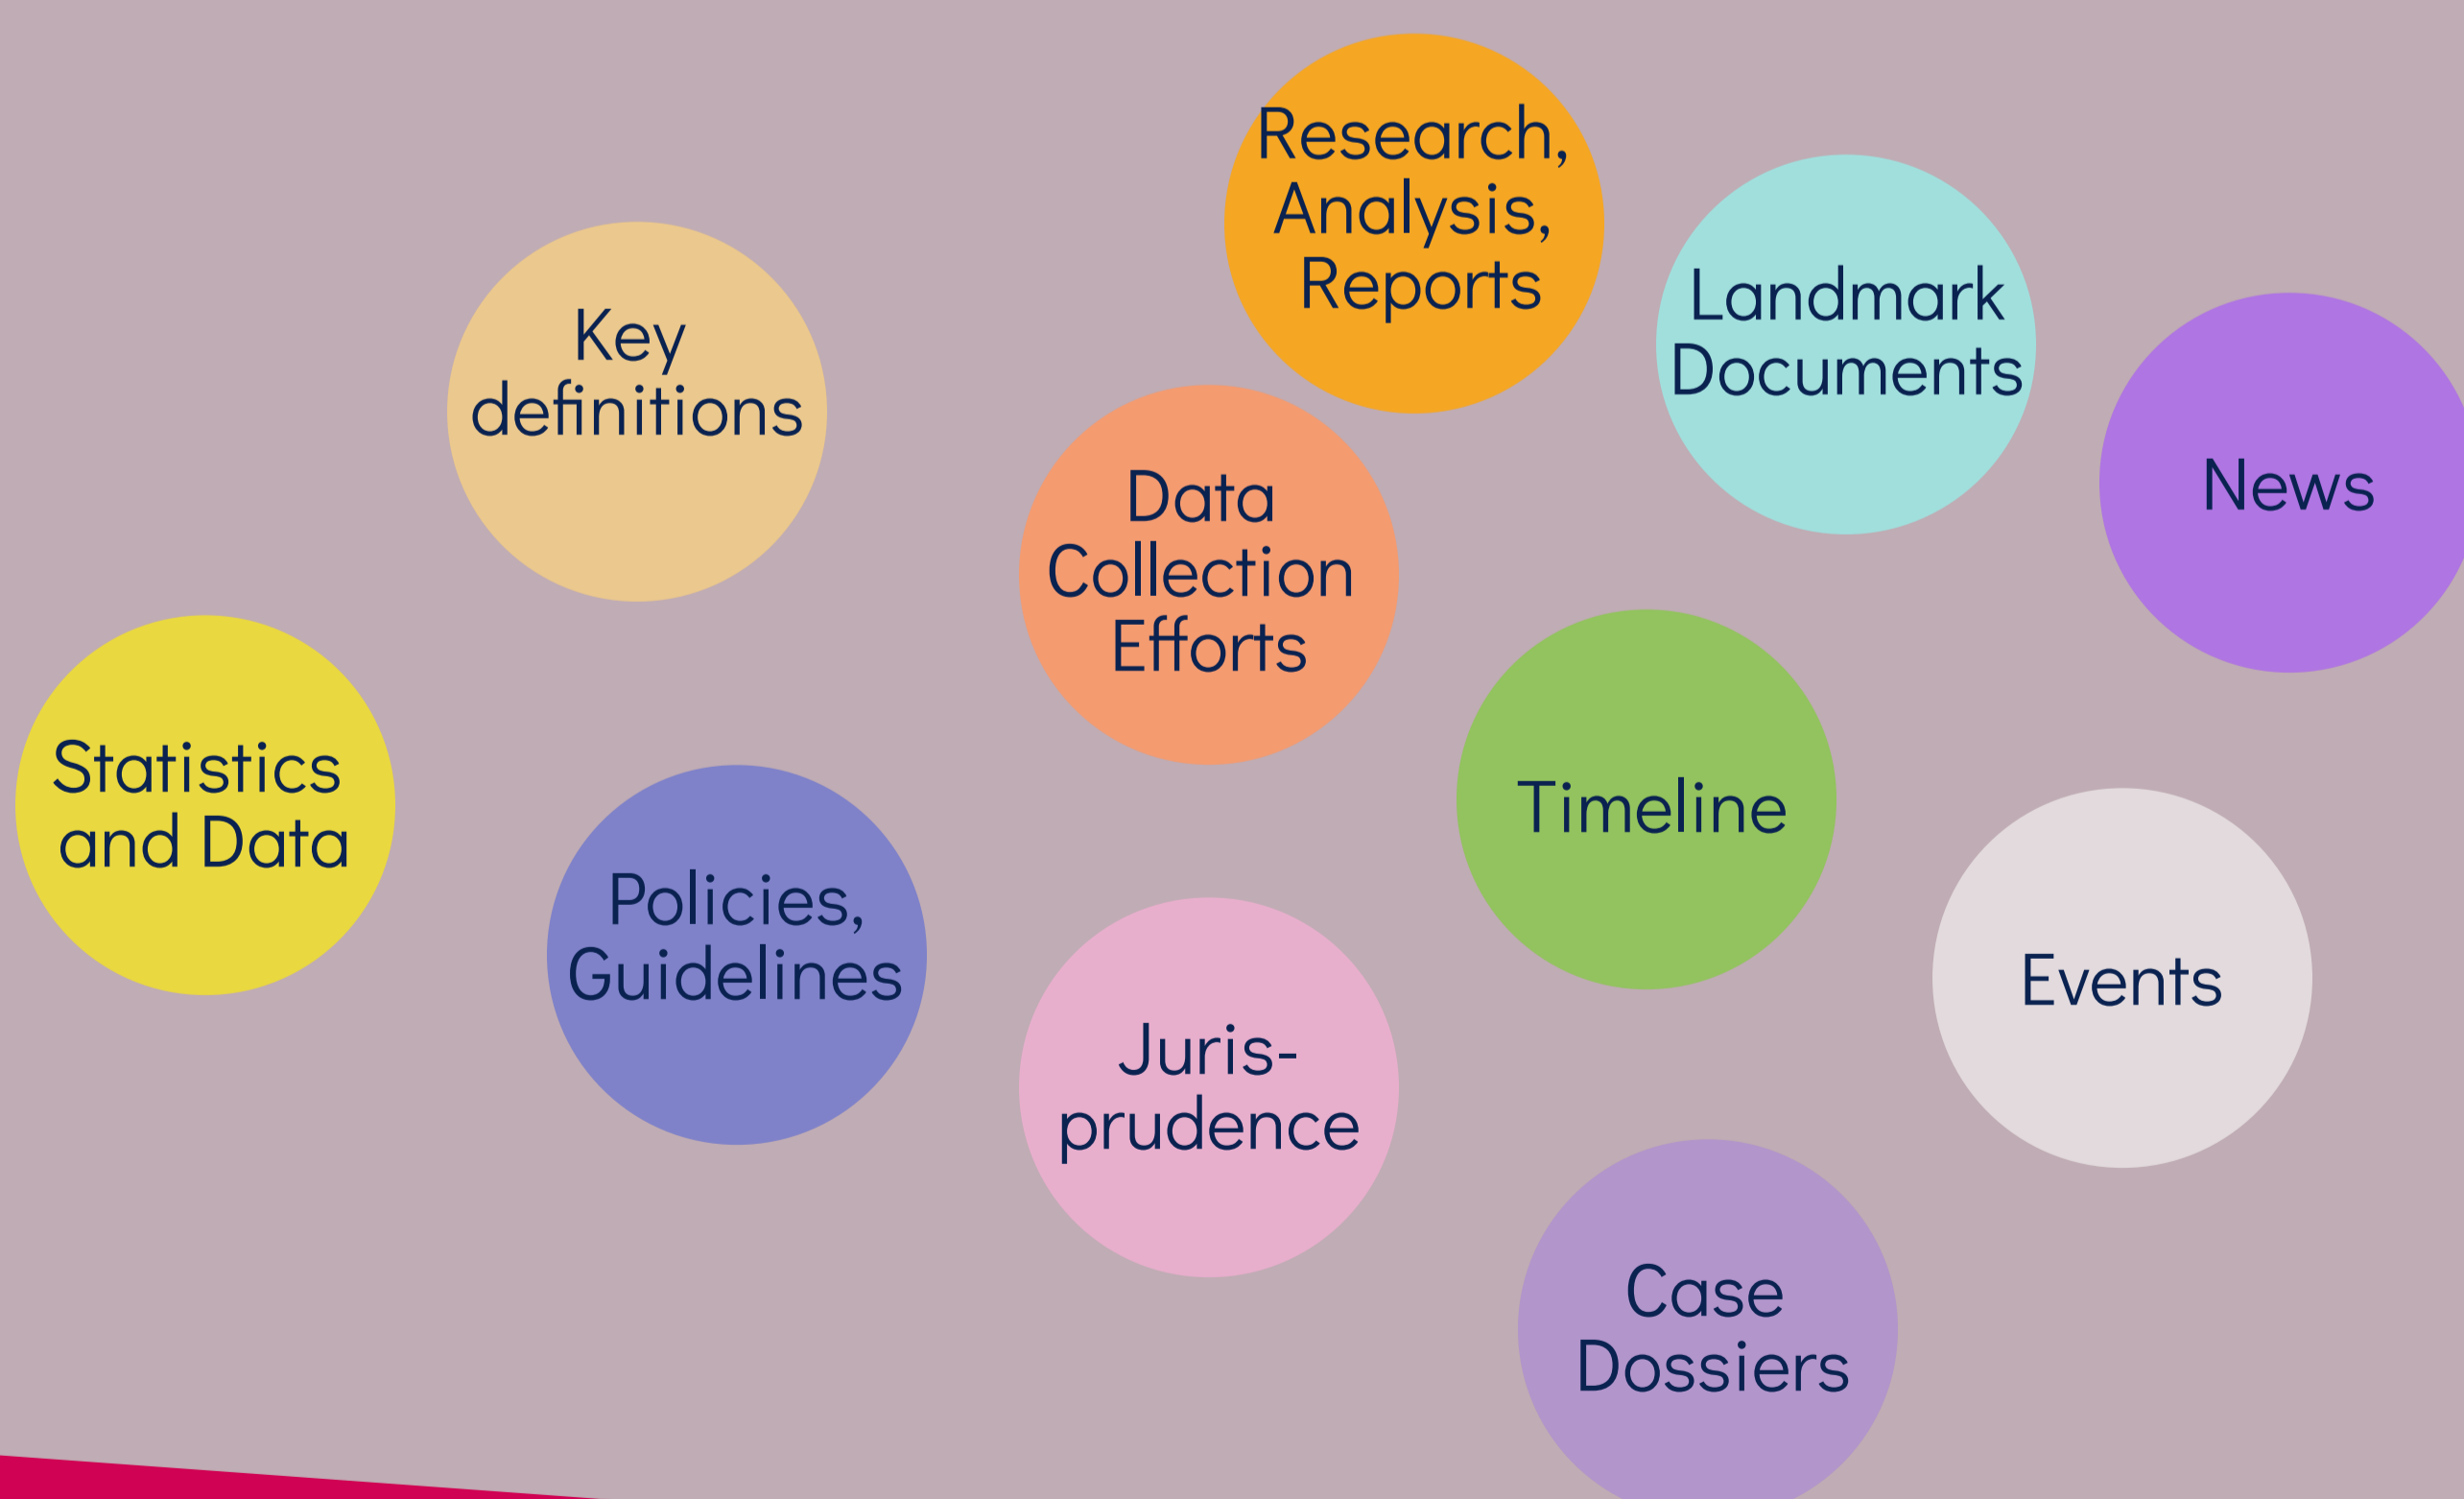 Research,
Analysis,
Reports
Landmark
Documents
Key
definitions
News
Data
Collection
Efforts
Statistics
and Data
Timeline
Policies,
Guidelines
Events
Juris-
prudence
Case
Dossiers